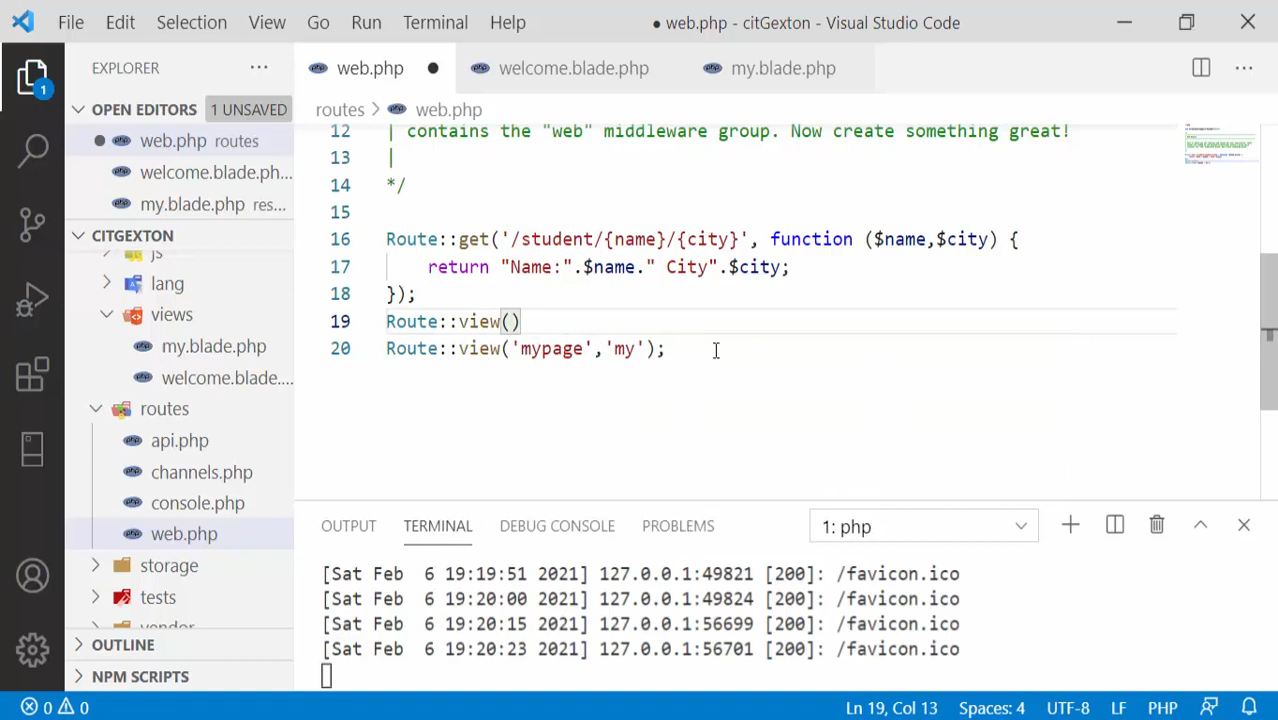 File Edit Selection View Go Run Terminal Help ● web.php - citGexton - Visual Studio Code
EXPLORER ...
web.php ● welcome.blade.php my.blade.php ...
OPEN EDITORS 1 UNSAVED
routes > web.php
● web.php routes
welcome.blade.ph...
my.blade.php res...
CITGEXTON
js
lang
views
my.blade.php
welcome.blade....
routes
api.php
channels.php
console.php
web.php
storage
tests
vendor
OUTLINE
NPM SCRIPTS
1
12 | contains the "web" middleware group. Now create something great!
13 |
14 */
15
16 Route::get('/student/{name}/{city}', function ($name,$city) {
17 return "Name:".$name." City".$city;
18 });
19 Route::view()
20 Route::view('mypage','my');
OUTPUT TERMINAL DEBUG CONSOLE PROBLEMS 1: php
[Sat Feb  6 19:19:51 2021] 127.0.0.1:49821 [200]: /favicon.ico
[Sat Feb  6 19:20:00 2021] 127.0.0.1:49824 [200]: /favicon.ico
[Sat Feb  6 19:20:15 2021] 127.0.0.1:56699 [200]: /favicon.ico
[Sat Feb  6 19:20:23 2021] 127.0.0.1:56701 [200]: /favicon.ico
0 0 Ln 19, Col 13 Spaces: 4 UTF-8 LF PHP